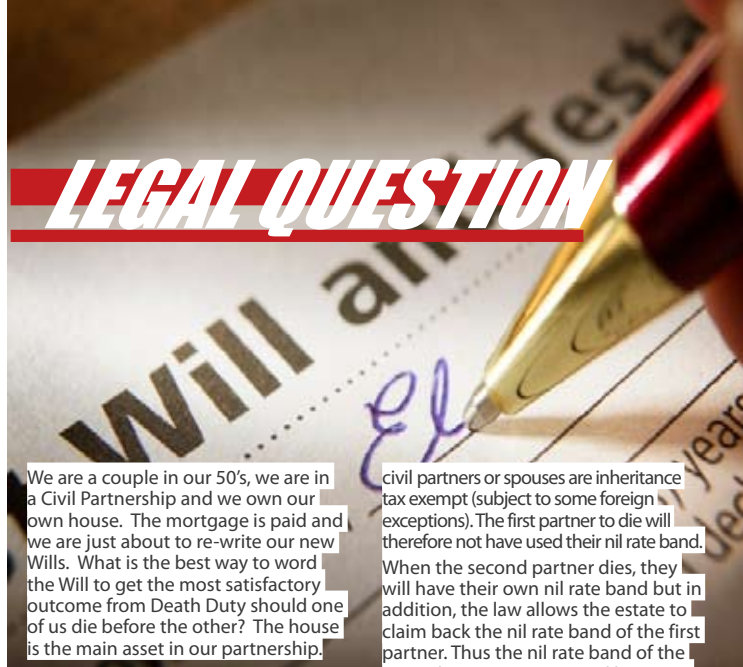 LEGAL QUESTION
Will and Testa
El
years
We are a couple in our 50's, we are in
a Civil Partnership and we own our
own house. The mortgage is paid and
we are just about to re-write our new
Wills. What is the best way to word
the Will to get the most satisfactory
outcome from Death Duty should one
of us die before the other? The house
is the main asset in our partnership.
civil partners or spouses are inheritance
tax exempt (subject to some foreign
exceptions). The first partner to die will
therefore not have used their nil rate band.
When the second partner dies, they
will have their own nil rate band but in
addition, the law allows the estate to
claim back the nil rate band of the first
partner. Thus the nil rate band of the